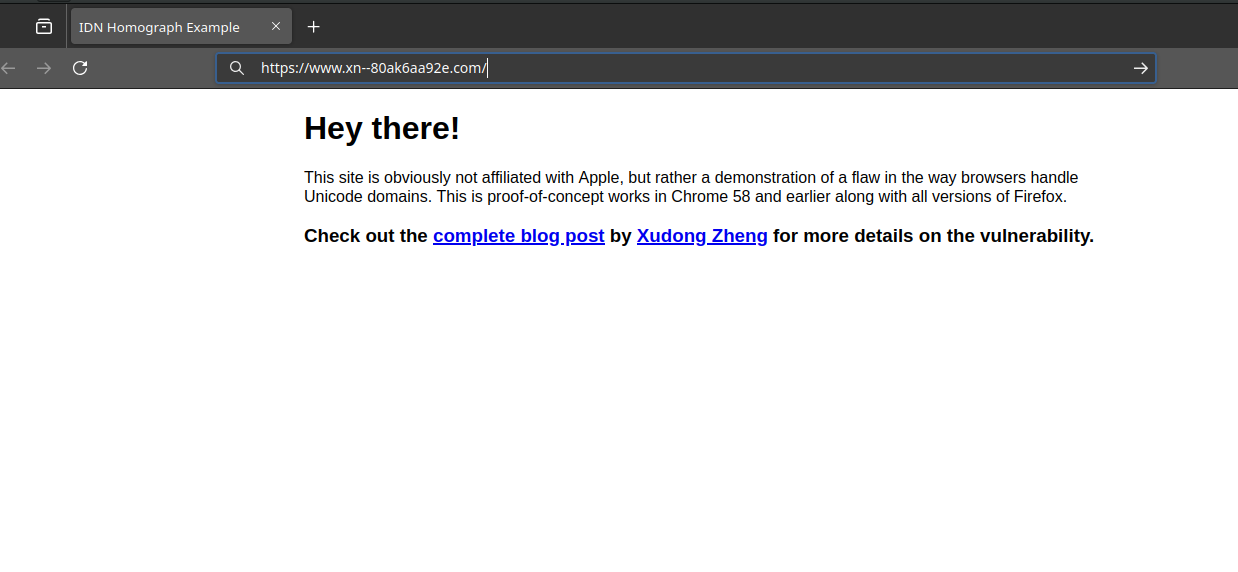 IDN Homograph Example
https://www.xn--80ak6aa92e.com/
Hey there!
This site is obviously not affiliated with Apple, but rather a demonstration of a flaw in the way browsers handle
Unicode domains. This is proof-of-concept works in Chrome 58 and earlier along with all versions of Firefox.
Check out the complete blog post by Xudong Zheng for more details on the vulnerability.